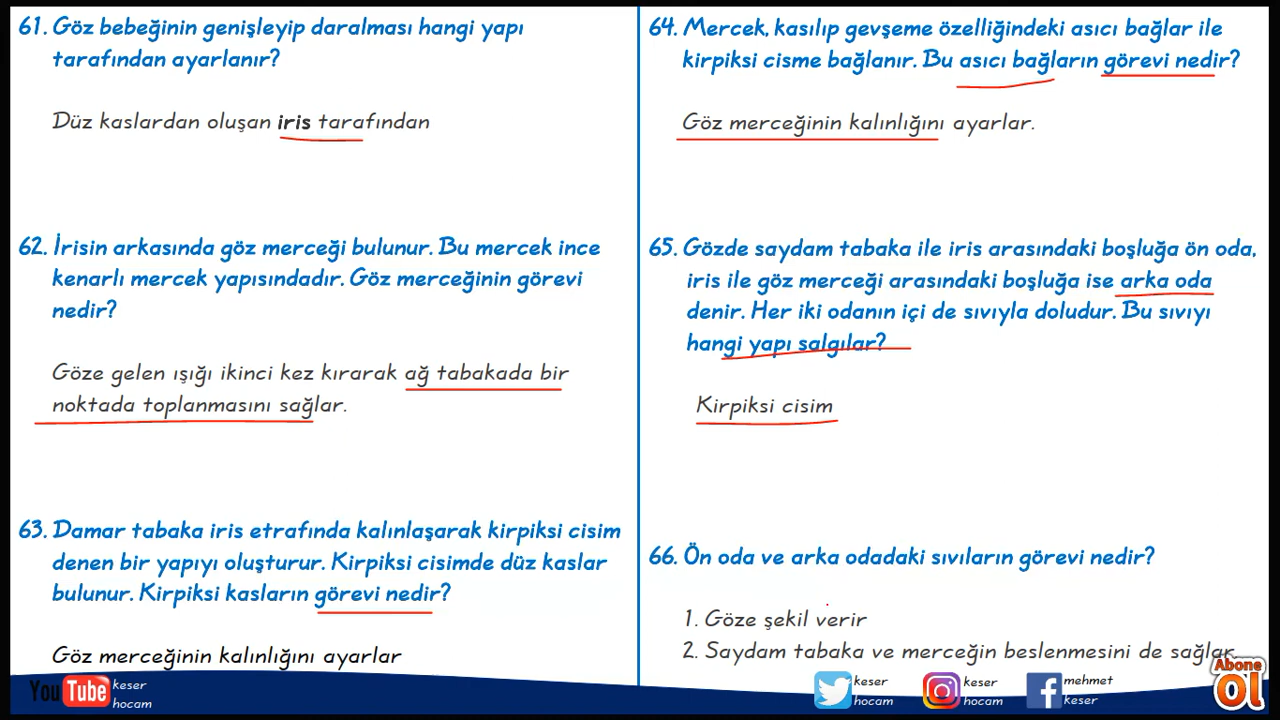 61. Göz bebeğinin genişleyip daralması hangi yapı
tarafından ayarlanır?
Düz kaslardan oluşan iris tarafından
62. İrisin arkasında göz merceği bulunur. Bu mercek ince
kenarlı mercek yapısındadır. Göz merceğinin görevi
nedir?
Göze gelen ışığı ikinci kez kırarak ağ tabakada bir
noktada toplanmasını sağlar.
63. Damar tabaka iris etrafında kalınlaşarak kirpiksi cisim
denen bir yapıyı oluşturur. Kirpiksi cisimde düz kaslar
bulunur. Kirpiksi kasların görevi nedir?
Göz merceğinin kalınlığını ayarlar
64. Mercek, kasılıp gevşeme özelliğindeki asıcı bağlar ile
kirpiksi cisme bağlanır. Bu asıcı bağların görevi nedir?
Göz merceğinin kalınlığını ayarlar.
65. Gözde saydam tabaka ile iris arasındaki boşluğa ön oda,
iris ile göz merceği arasındaki boşluğa ise arka oda
denir. Her iki odanın içi de sıvıyla doludur. Bu sıvıyı
hangi yapı salgılar?
Kirpiksi cisim
66. Ön oda ve arka odadaki sıvıların görevi nedir?
1. Göze şekil verir
2. Saydam tabaka ve merceğin beslenmesini de sağlar.
YouTube
keser
hocam
keser
hocam
keser
hocam
mehmet
keser
Abone
Ol